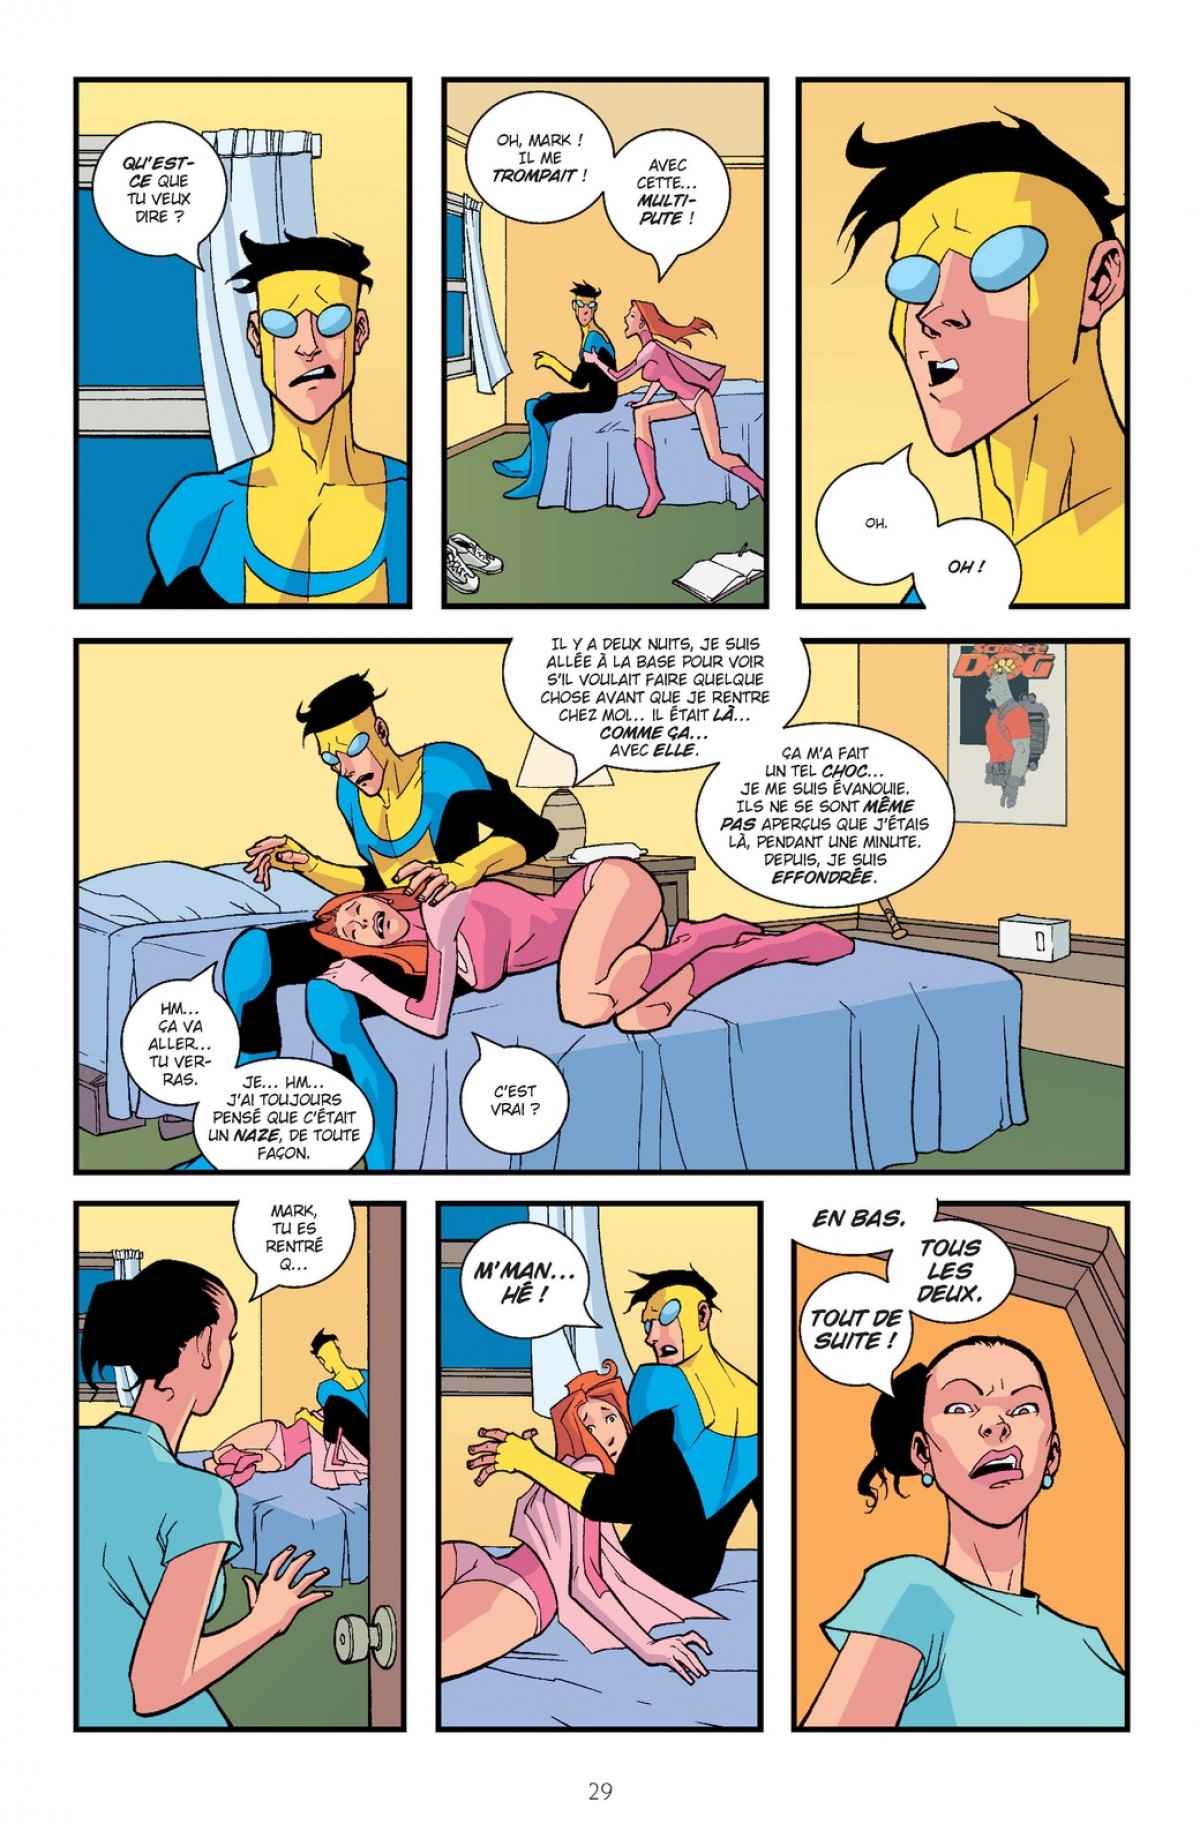 QU'EST-
CE QUE
TU VEUX
DIRE ?
OH, MARK !
IL ME
TROMPAIT !
AVEC
CETTE...
MULTI-
PUTE !
OH.
OH !
IL Y A DEUX NUITS, JE SUIS
ALLÉE À LA BASE POUR VOIR
S'IL VOULAIT FAIRE QUELQUE
CHOSE AVANT QUE JE RENTRE
CHEZ MOI... IL ÉTAIT LÀ...
COMME ÇA...
AVEC ELLE.
ÇA M'A FAIT
UN TEL CHOC...
JE ME SUIS ÉVANOUIE.
ILS NE SE SONT MÊME
PAS APERÇUS QUE J'ÉTAIS
LÀ, PENDANT UNE MINUTE.
DEPUIS, JE SUIS
EFFONDRÉE.
SCIENCE
DOG
HM...
ÇA VA
ALLER...
TU VER-
RAS.
JE... HM...
J'AI TOUJOURS
PENSÉ QUE C'ÉTAIT
UN NAZE, DE TOUTE
FAÇON.
C'EST
VRAI ?
MARK,
TU ES
RENTRÉ
Q...
M'MAN...
HÉ !
EN BAS.
TOUS
LES
DEUX.
TOUT DE
SUITE !
29